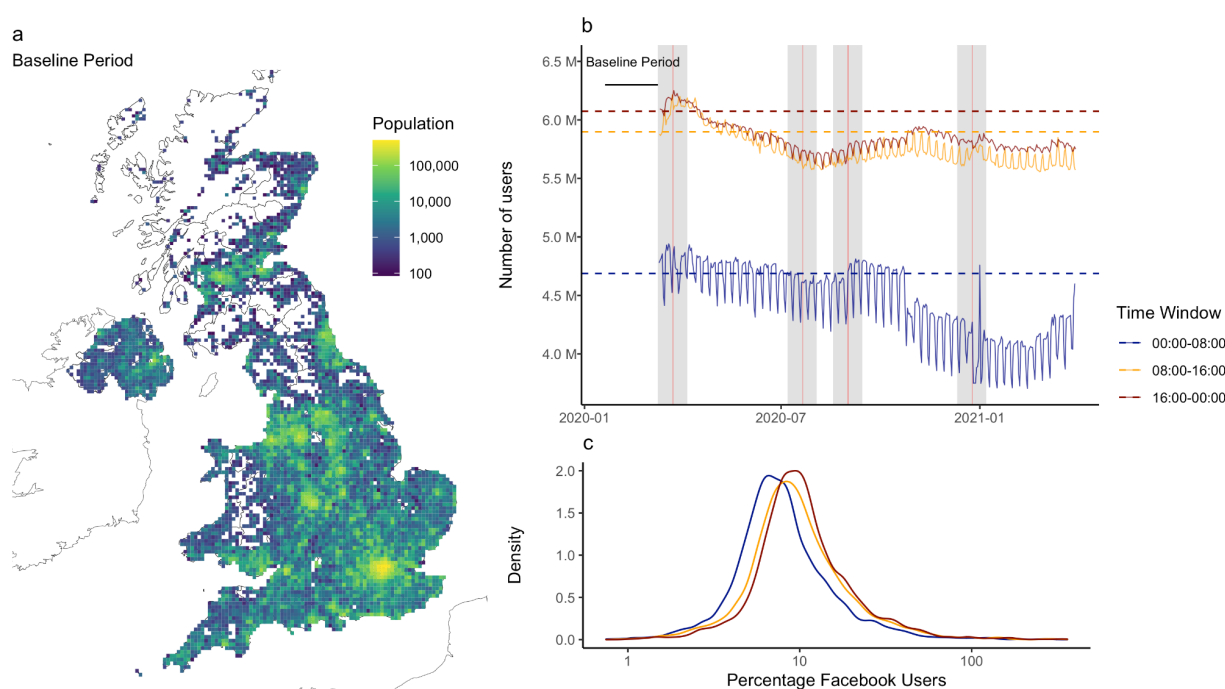 a
Baseline Period
Population
100,000
10,000
1,000
100
b
6.5 M
6.0 M
5.5 M
5.0 M
4.5 M
4.0 M
Number of users
Baseline Period
2020-01
2020-07
2021-01
Time Window
00:00-08:00
08:00-16:00
16:00-00:00
c
2.0
1.5
1.0
0.5
0.0
Density
1
10
100
Percentage Facebook Users